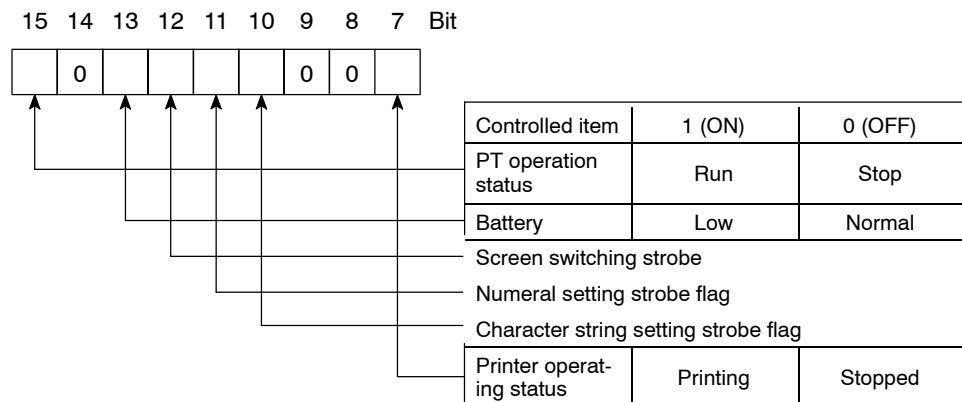 15 14 13 12 11 10 9 8 7 Bit
0 0 0
Controlled item 1 (ON) 0 (OFF)
PT operation
status Run Stop
Battery Low Normal
Screen switching strobe
Numeral setting strobe flag
Character string setting strobe flag
Printer operat-
ing status Printing Stopped